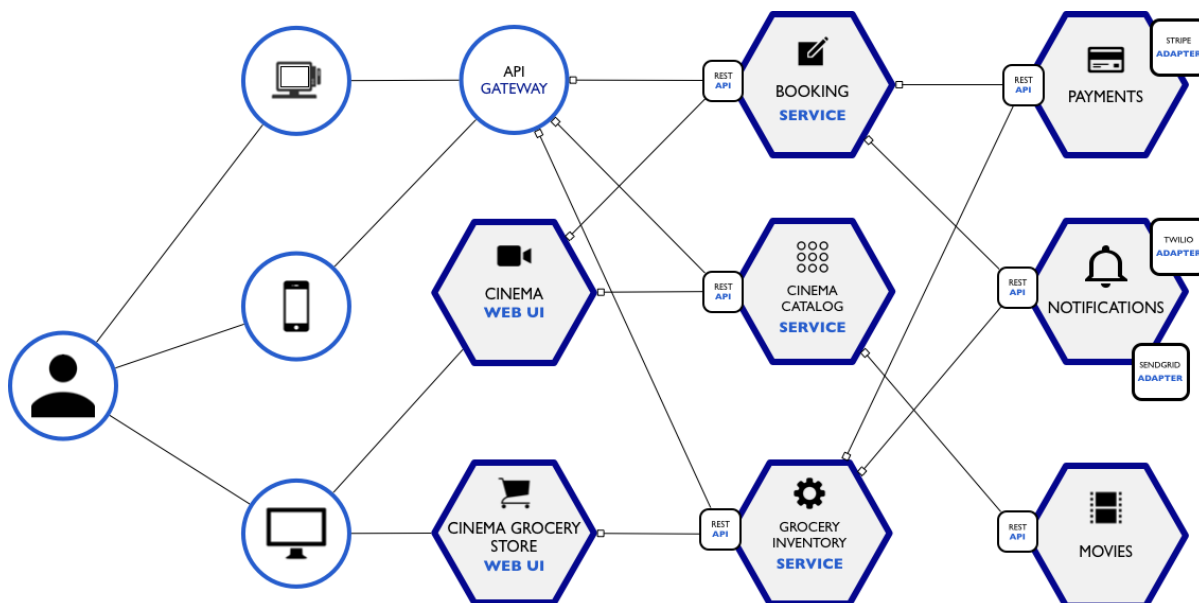 API
GATEWAY
REST
API
BOOKING
SERVICE
REST
API
PAYMENTS
STRIPE
ADAPTER
CINEMA
WEB UI
REST
API
CINEMA
CATALOG
SERVICE
REST
API
NOTIFICATIONS
TWILIO
ADAPTER
SENDGRID
ADAPTER
CINEMA GROCERY
STORE
WEB UI
REST
API
GROCERY
INVENTORY
SERVICE
REST
API
MOVIES